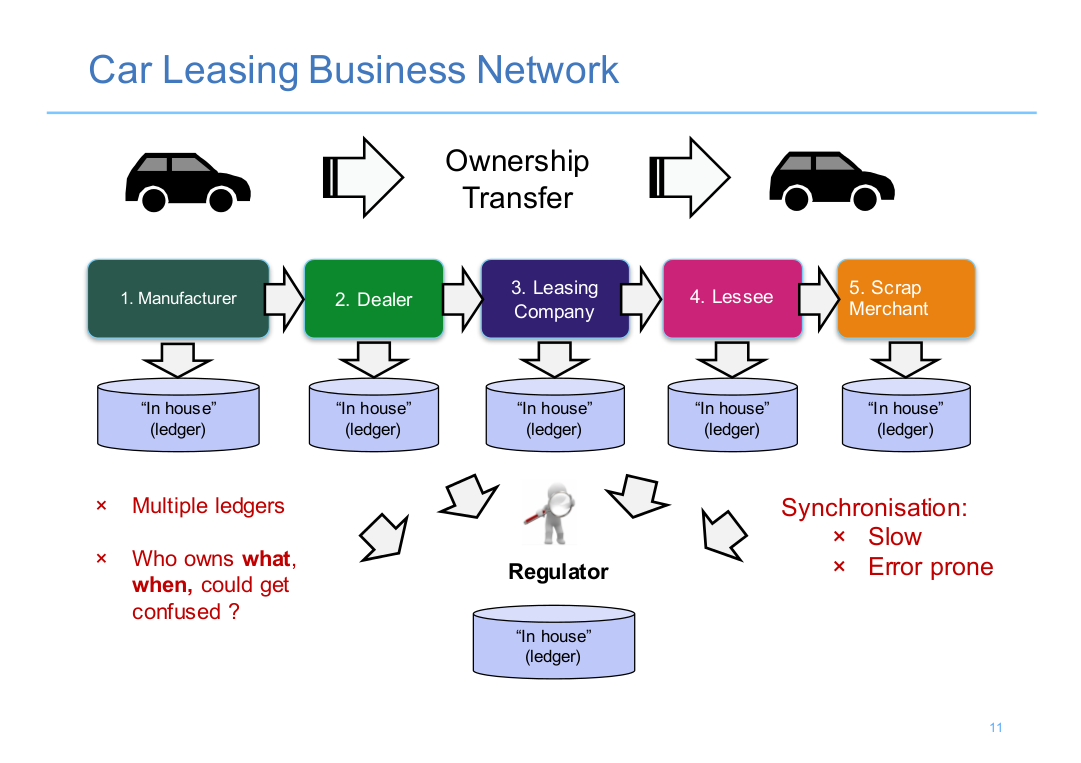 Car Leasing Business Network
Ownership
Transfer
1. Manufacturer
2. Dealer
3. Leasing
Company
4. Lessee
5. Scrap
Merchant
“In house”
(ledger)
“In house”
(ledger)
“In house”
(ledger)
“In house”
(ledger)
“In house”
(ledger)
× Multiple ledgers
× Who owns what,
when, could get
confused ?
Regulator
“In house”
(ledger)
Synchronisation:
× Slow
× Error prone
11